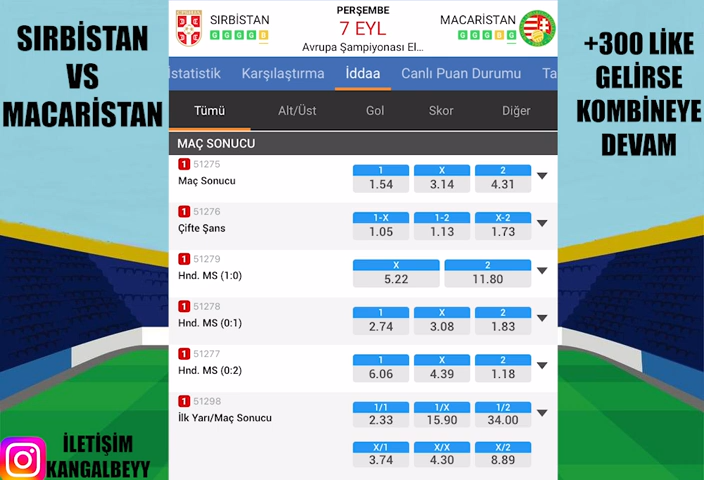 SIRBİSTAN
VS
MACARİSTAN
SIRBİSTAN
G G G G B
PERŞEMBE
7 EYL
Avrupa Şampiyonası El...
MACARİSTAN
G G G B G
İstatistik Karşılaştırma İddaa Canlı Puan Durumu Ta
Tümü Alt/Üst Gol Skor Diğer
MAÇ SONUCU
1 51275
Maç Sonucu
1 X 2
1.54 3.14 4.31
1 51276
Çifte Şans
1-X 1-2 X-2
1.05 1.13 1.73
1 51279
Hnd. MS (1:0)
X 2
5.22 11.80
1 51278
Hnd. MS (0:1)
1 X 2
2.74 3.08 1.83
1 51277
Hnd. MS (0:2)
1 X 2
6.06 4.39 1.18
1 51298
İlk Yarı/Maç Sonucu
1/1 1/X 1/2
2.33 15.90 34.00
X/1 X/X X/2
3.74 4.30 8.89
+300 LİKE
GELİRSE
KOMBİNEYE
DEVAM
İLETİŞİM
KANGALBEYY